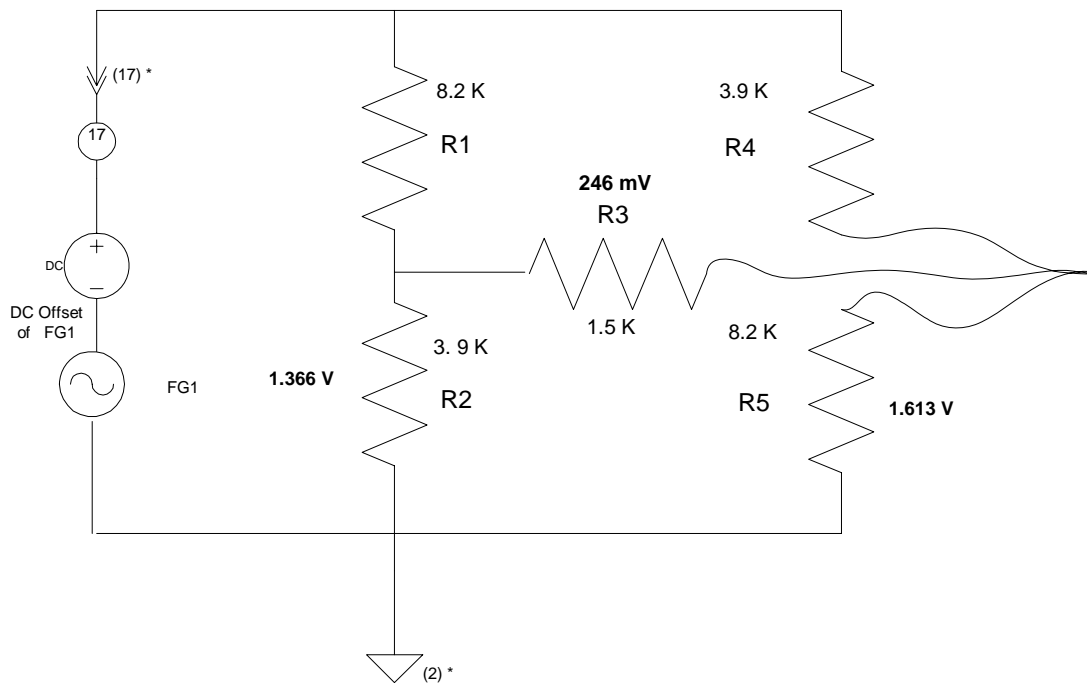 (17) *
17
DC
DC Offset
of FG1
FG1
8.2 K
R1
3.9 K
R4
246 mV
R3
1.5 K
3. 9 K
R2
1.366 V
8.2 K
R5
1.613 V
+
−
(2) *